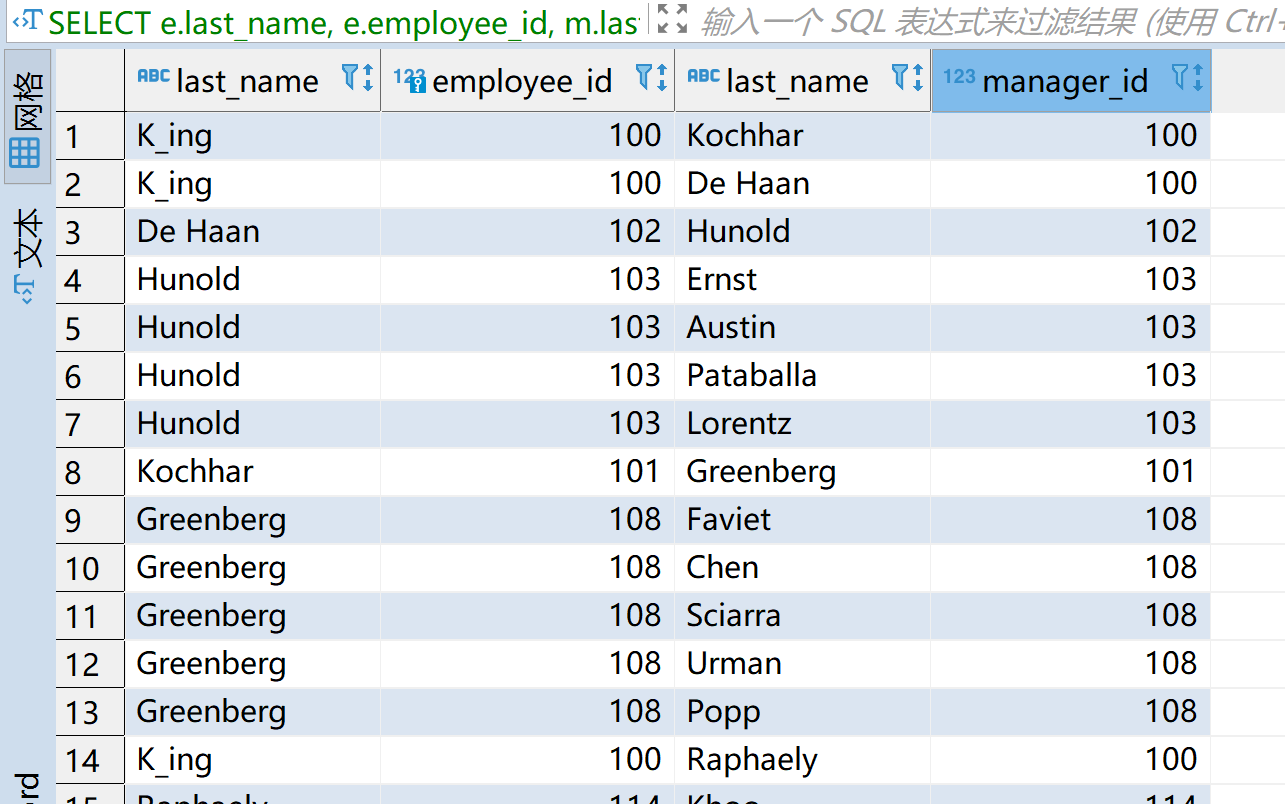 SELECT e.last_name, e.employee_id, m.las 输入一个 SQL 表达式来过滤结果 (使用 Ctrl+
网格
文本
ABC last_name 123 employee_id ABC last_name 123 manager_id
1 K_ing 100 Kochhar 100
2 K_ing 100 De Haan 100
3 De Haan 102 Hunold 102
4 Hunold 103 Ernst 103
5 Hunold 103 Austin 103
6 Hunold 103 Pataballa 103
7 Hunold 103 Lorentz 103
8 Kochhar 101 Greenberg 101
9 Greenberg 108 Faviet 108
10 Greenberg 108 Chen 108
11 Greenberg 108 Sciarra 108
12 Greenberg 108 Urman 108
13 Greenberg 108 Popp 108
14 K_ing 100 Raphaely 100
15 Raphaely 114 Khoo 114
rd